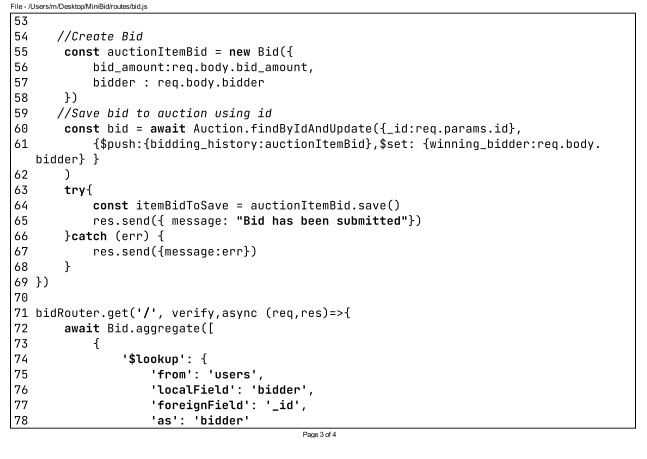 File - /Users/m/Desktop/MiniBid/routes/bid.js
53
54    //Create Bid
55     const auctionItemBid = new Bid({
56         bid_amount:req.body.bid_amount,
57         bidder : req.body.bidder
58     })
59    //Save bid to auction using id
60     const bid = await Auction.findByIdAndUpdate({_id:req.params.id},
61         {$push:{bidding_history:auctionItemBid},$set: {winning_bidder:req.body.
bidder} }
62     )
63     try{
64         const itemBidToSave = auctionItemBid.save()
65         res.send({ message: "Bid has been submitted"})
66     }catch (err) {
67         res.send({message:err})
68     }
69 })
70
71 bidRouter.get('/', verify,async (req,res)=>{
72     await Bid.aggregate([
73         {
74             '$lookup': {
75                 'from': 'users',
76                 'localField': 'bidder',
77                 'foreignField': '_id',
78                 'as': 'bidder'
Page 3 of 4